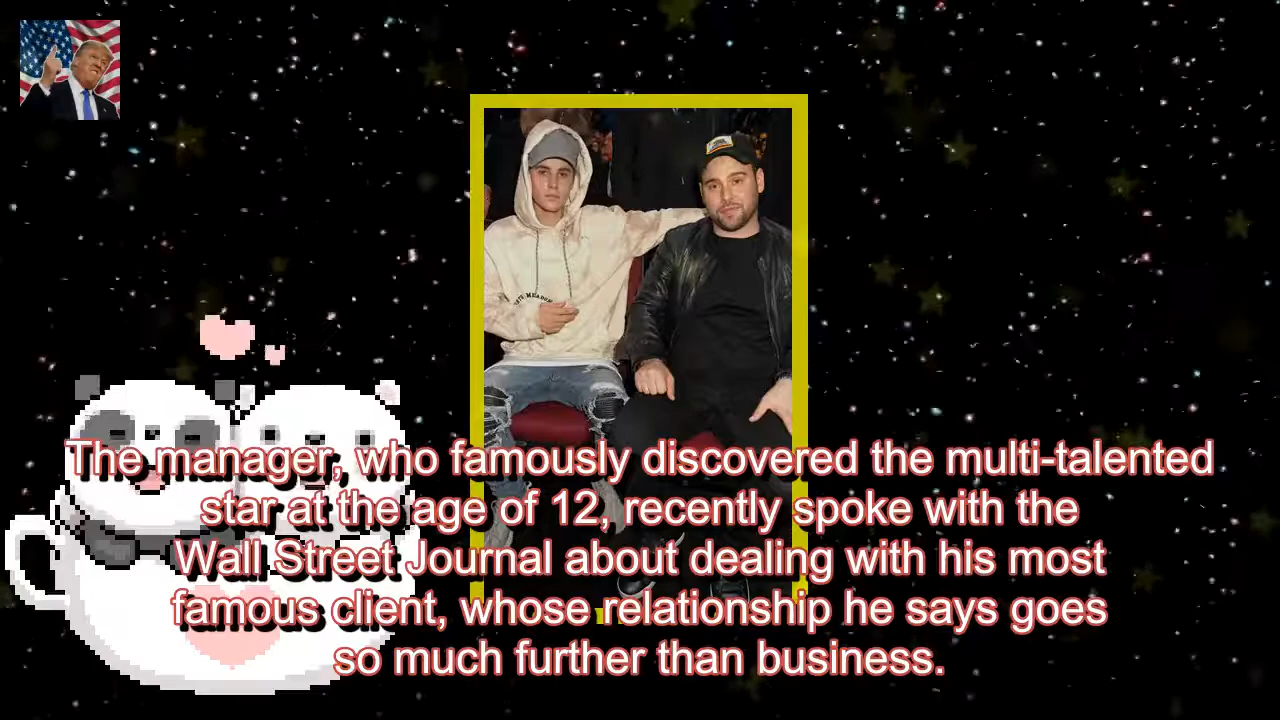 The manager, who famously discovered the multi-talented
star at the age of 12, recently spoke with the
Wall Street Journal about dealing with his most
famous client, whose relationship he says goes
so much further than business.